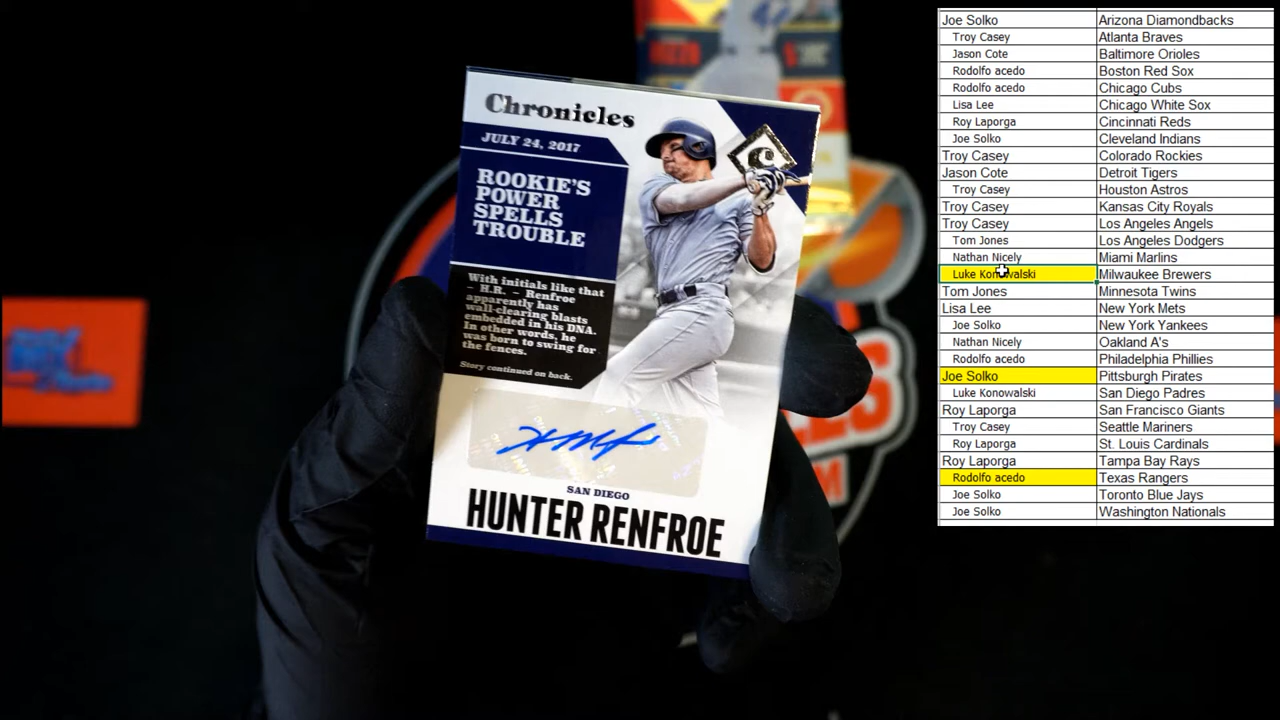 Chronicles
JULY 24, 2017
ROOKIE'S
POWER
SPELLS
TROUBLE
With initials like that
– H.R. – Renfroe
apparently has
wall-clearing blasts
embedded in his DNA.
In other words, he
was born to swing for
the fences.
Story continued on back.
SAN DIEGO
HUNTER RENFROE
Joe Solko Arizona Diamondbacks
Troy Casey Atlanta Braves
Jason Cote Baltimore Orioles
Rodolfo acedo Boston Red Sox
Rodolfo acedo Chicago Cubs
Lisa Lee Chicago White Sox
Roy Laporga Cincinnati Reds
Joe Solko Cleveland Indians
Troy Casey Colorado Rockies
Jason Cote Detroit Tigers
Troy Casey Houston Astros
Troy Casey Kansas City Royals
Troy Casey Los Angeles Angels
Tom Jones Los Angeles Dodgers
Nathan Nicely Miami Marlins
Luke Konowalski Milwaukee Brewers
Tom Jones Minnesota Twins
Lisa Lee New York Mets
Joe Solko New York Yankees
Nathan Nicely Oakland A's
Rodolfo acedo Philadelphia Phillies
Joe Solko Pittsburgh Pirates
Luke Konowalski San Diego Padres
Roy Laporga San Francisco Giants
Troy Casey Seattle Mariners
Roy Laporga St. Louis Cardinals
Roy Laporga Tampa Bay Rays
Rodolfo acedo Texas Rangers
Joe Solko Toronto Blue Jays
Joe Solko Washington Nationals